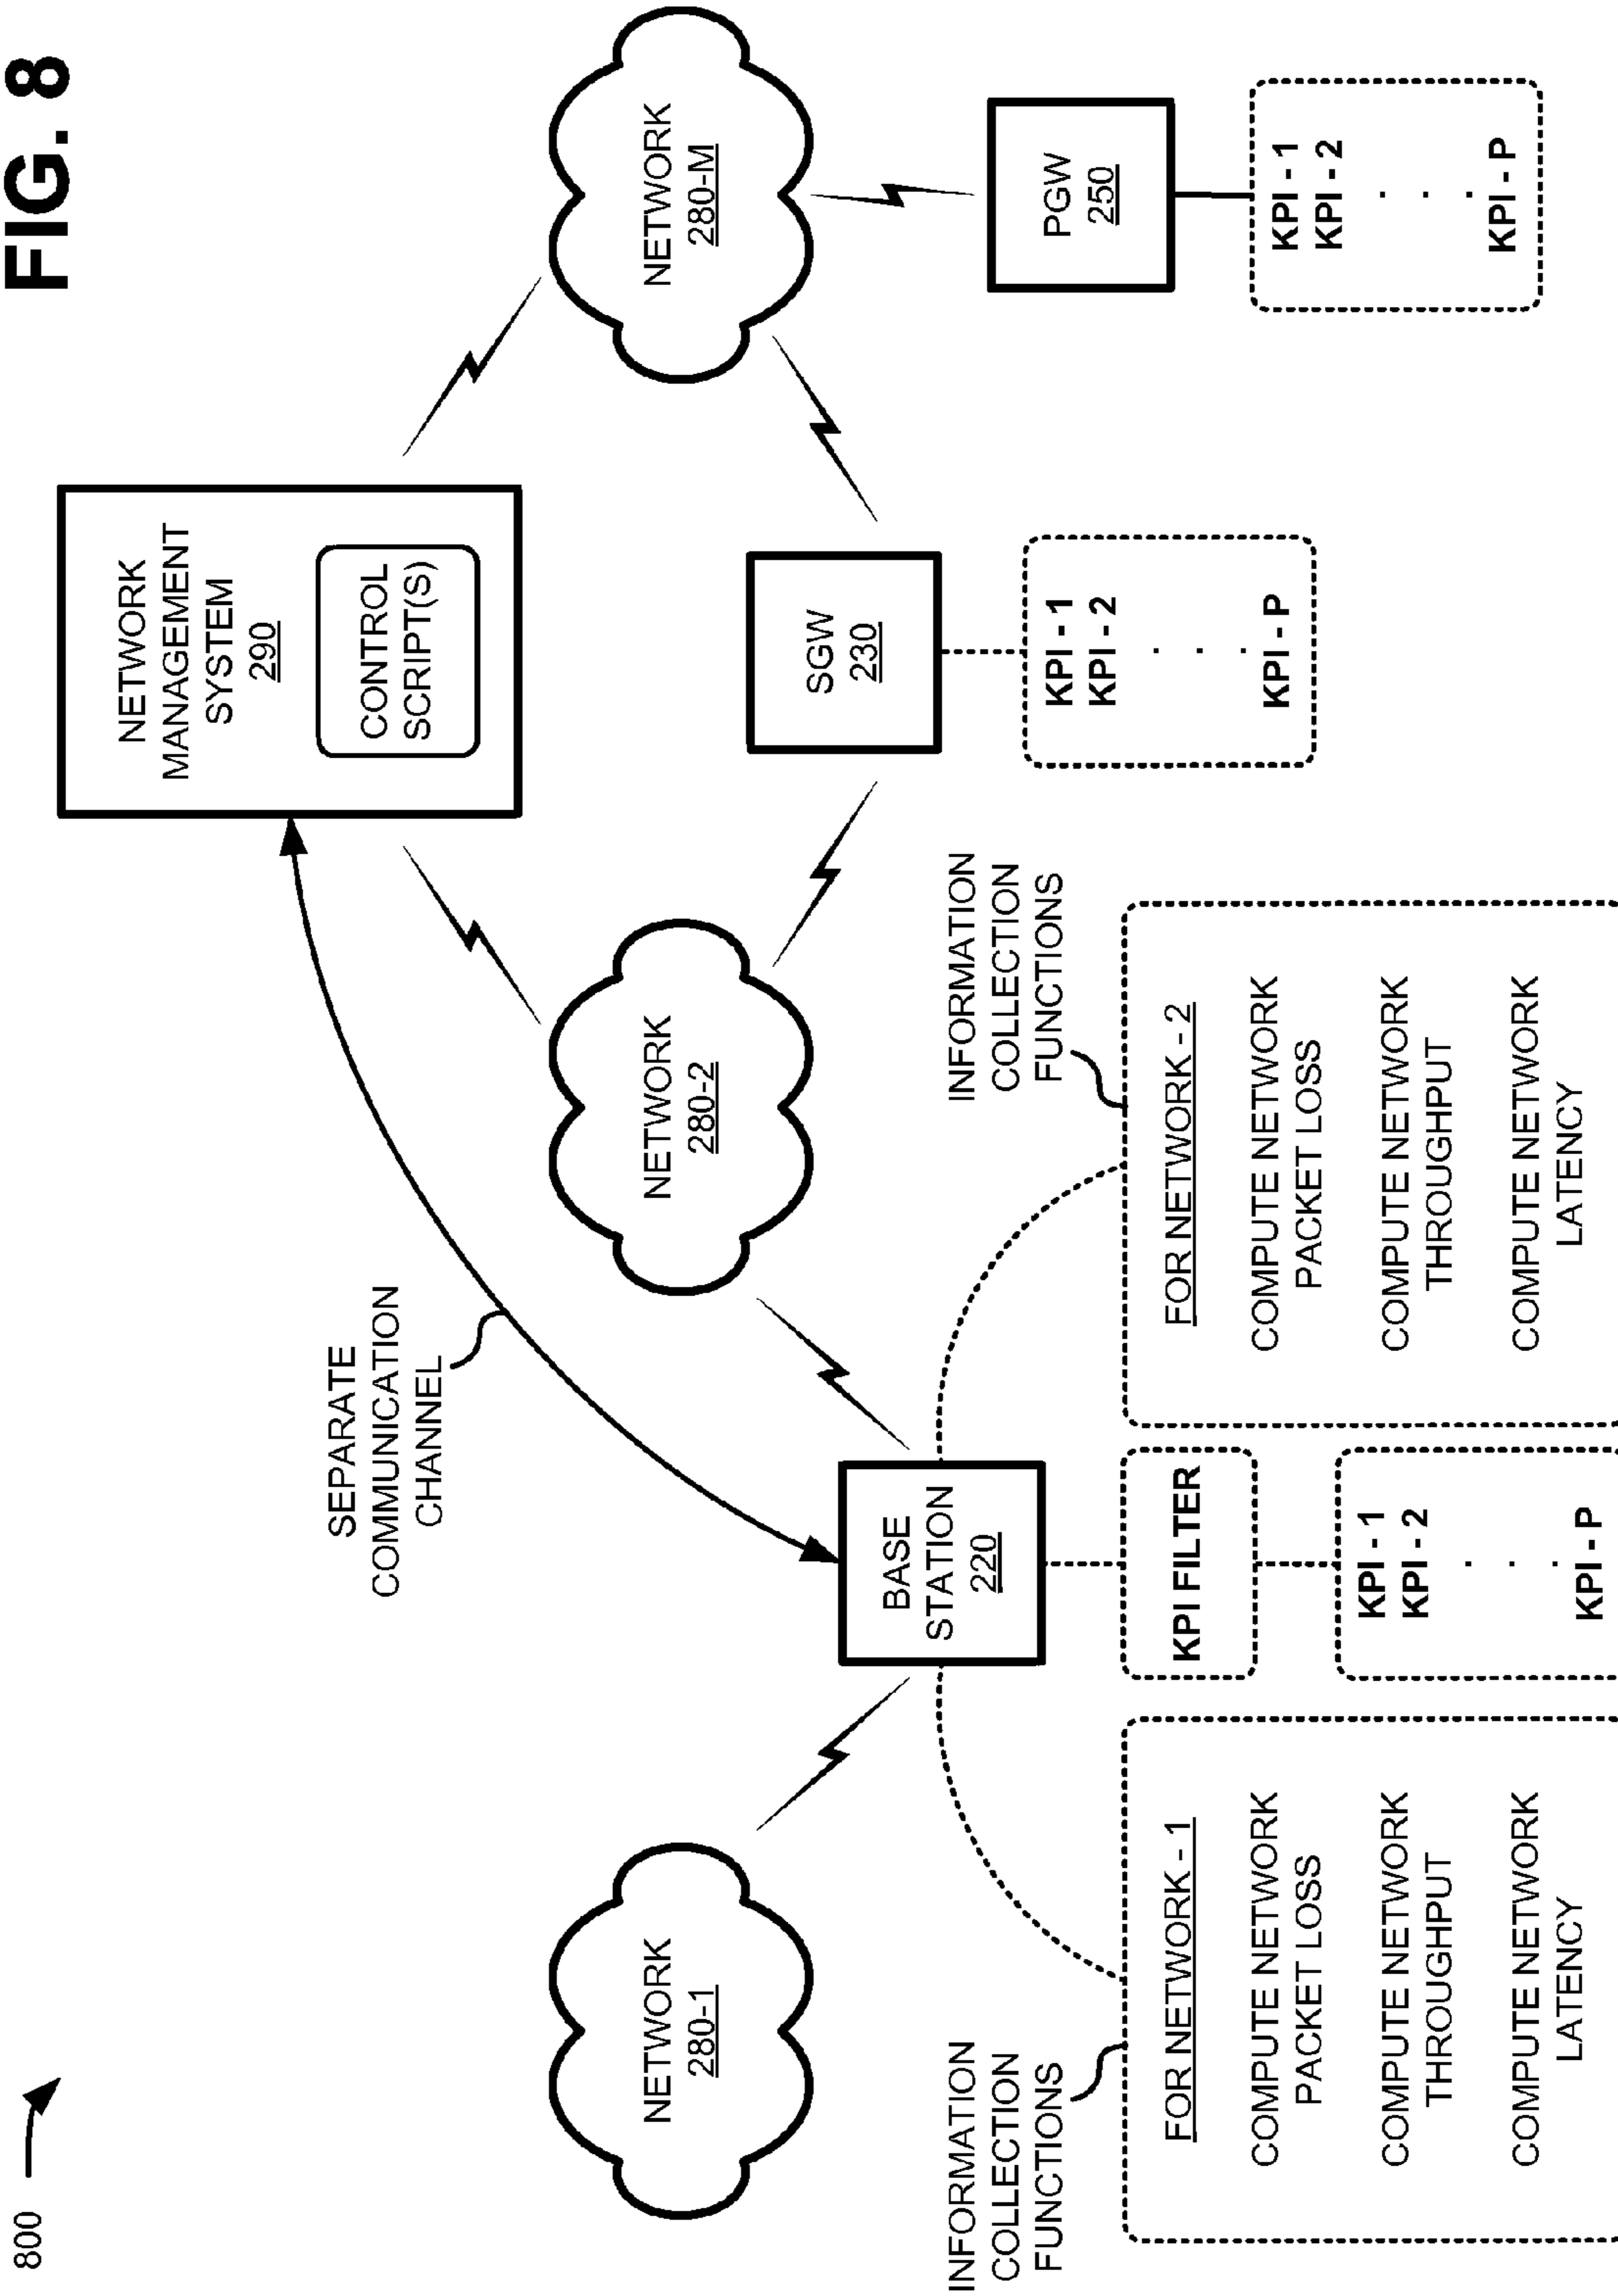 FIG. 8
800
NETWORK
MANAGEMENT
SYSTEM
290
CONTROL
SCRIPT(S)
SEPARATE
COMMUNICATION
CHANNEL
NETWORK
280-1
NETWORK
280-2
NETWORK
280-M
BASE
STATION
220
SGW
230
PGW
250
INFORMATION
COLLECTION
FUNCTIONS
FOR NETWORK - 1
COMPUTE NETWORK
PACKET LOSS
COMPUTE NETWORK
THROUGHPUT
COMPUTE NETWORK
LATENCY
KPI FILTER
KPI - 1
KPI - 2
.
.
.
KPI - P
INFORMATION
COLLECTION
FUNCTIONS
FOR NETWORK - 2
COMPUTE NETWORK
PACKET LOSS
COMPUTE NETWORK
THROUGHPUT
COMPUTE NETWORK
LATENCY
KPI - 1
KPI - 2
.
.
.
KPI - P
KPI - 1
KPI - 2
.
.
.
KPI - P